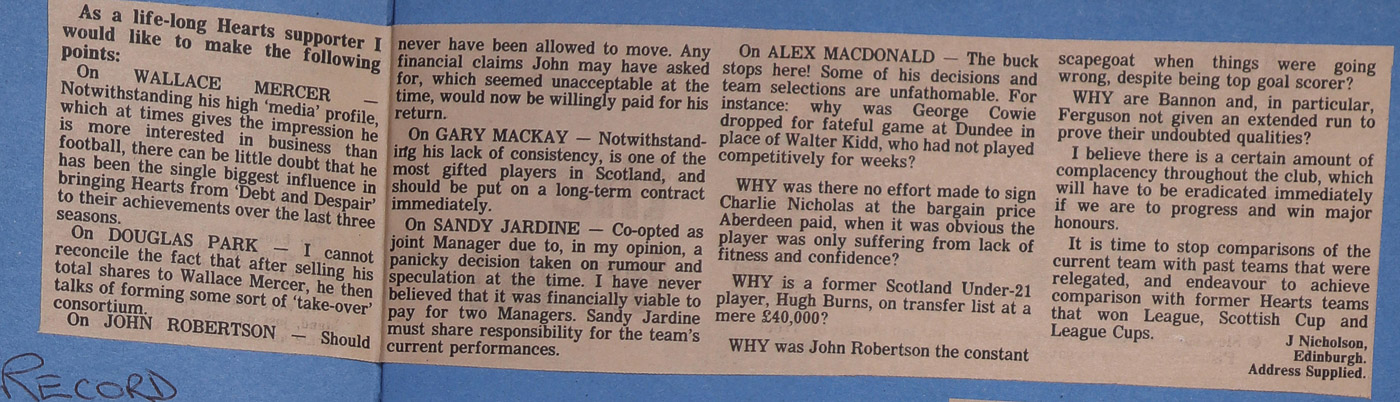 As a life-long Hearts supporter I
would like to make the following
points:
On WALLACE MERCER —
Notwithstanding his high 'media' profile,
which at times gives the impression he
is more interested in business than
football, there can be little doubt that he
has been the single biggest influence in
bringing Hearts from 'Debt and Despair'
to their achievements over the last three
seasons.
On DOUGLAS PARK — I cannot
reconcile the fact that after selling his
total shares to Wallace Mercer, he then
talks of forming some sort of 'take-over'
consortium.
On JOHN ROBERTSON — Should
never have been allowed to move. Any
financial claims John may have asked
for, which seemed unacceptable at the
time, would now be willingly paid for his
return.
On GARY MACKAY — Notwithstand-
ing his lack of consistency, is one of the
most gifted players in Scotland, and
should be put on a long-term contract
immediately.
On SANDY JARDINE — Co-opted as
joint Manager due to, in my opinion, a
panicky decision taken on rumour and
speculation at the time. I have never
believed that it was financially viable to
pay for two Managers. Sandy Jardine
must share responsibility for the team's
current performances.
On ALEX MACDONALD — The buck
stops here! Some of his decisions and
team selections are unfathomable. For
instance: why was George Cowie
dropped for fateful game at Dundee in
place of Walter Kidd, who had not played
competitively for weeks?
WHY was there no effort made to sign
Charlie Nicholas at the bargain price
Aberdeen paid, when it was obvious the
player was only suffering from lack of
fitness and confidence?
WHY is a former Scotland Under-21
player, Hugh Burns, on transfer list at a
mere £40,000?
WHY was John Robertson the constant
scapegoat when things were going
wrong, despite being top goal scorer?
WHY are Bannon and, in particular,
Ferguson not given an extended run to
prove their undoubted qualities?
I believe there is a certain amount of
complacency throughout the club, which
will have to be eradicated immediately
if we are to progress and win major
honours.
It is time to stop comparisons of the
current team with past teams that were
relegated, and endeavour to achieve
comparison with former Hearts teams
that won League, Scottish Cup and
League Cups.
J Nicholson,
Edinburgh.
Address Supplied.
RECORD